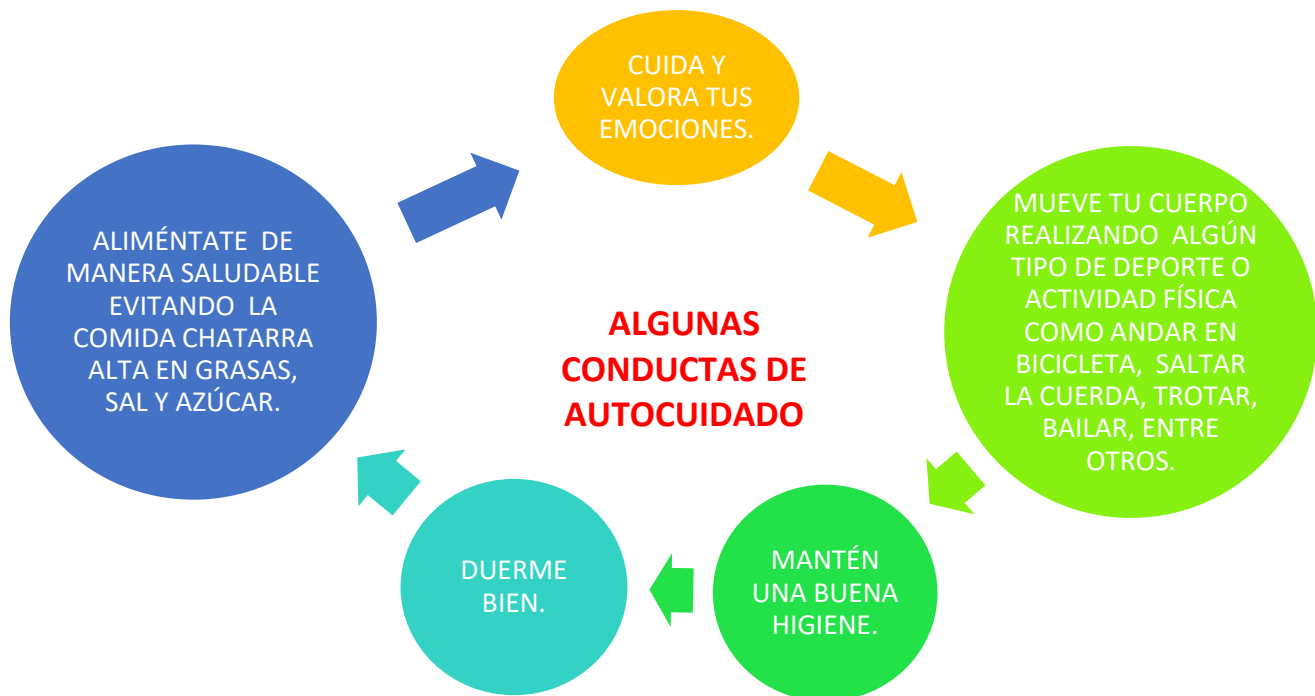 CUIDA Y
VALORA TUS
EMOCIONES.
MUEVE TU CUERPO
REALIZANDO ALGÚN
TIPO DE DEPORTE O
ACTIVIDAD FÍSICA
COMO ANDAR EN
BICICLETA, SALTAR
LA CUERDA, TROTAR,
BAILAR, ENTRE
OTROS.
MANTÉN
UNA BUENA
HIGIENE.
DUERME
BIEN.
ALIMÉNTATE DE
MANERA SALUDABLE
EVITANDO LA
COMIDA CHATARRA
ALTA EN GRASAS,
SAL Y AZÚCAR.
ALGUNAS
CONDUCTAS DE
AUTOCUIDADO